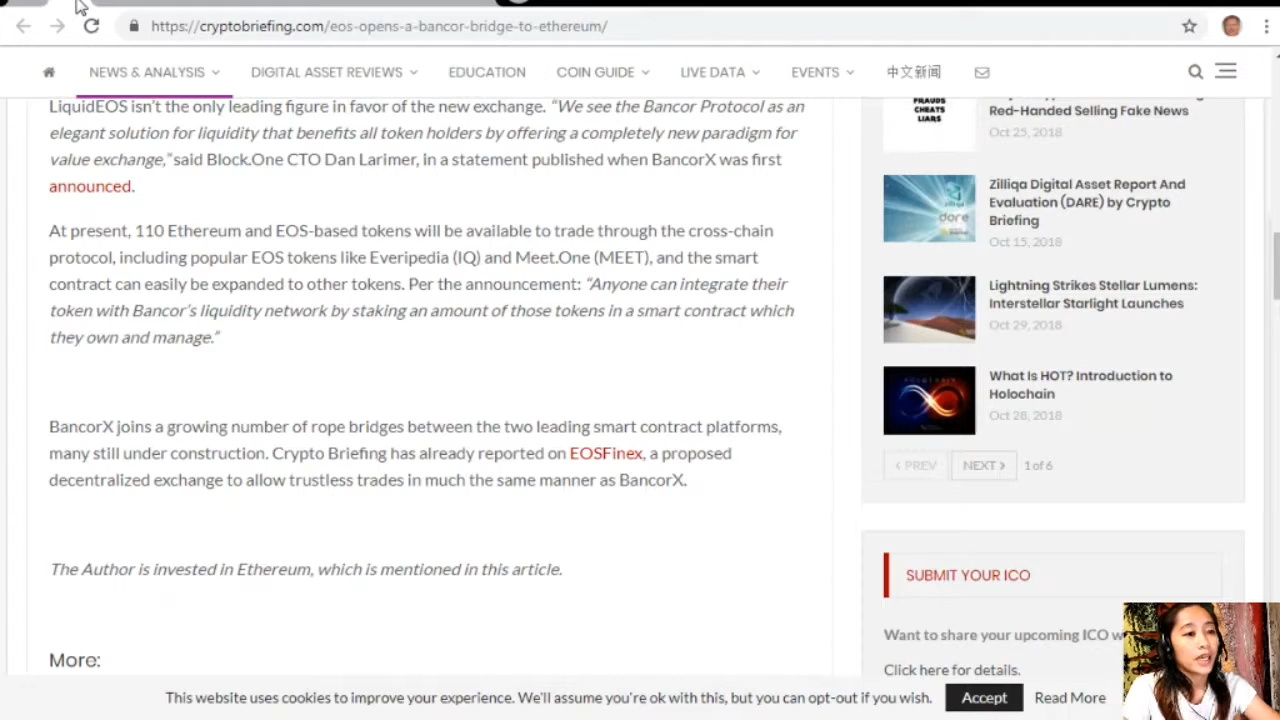 https://cryptobriefing.com/eos-opens-a-bancor-bridge-to-ethereum/
NEWS & ANALYSIS
DIGITAL ASSET REVIEWS
EDUCATION
COIN GUIDE
LIVE DATA
EVENTS
中文新闻
LiquidEOS isn't the only leading figure in favor of the new exchange. “We see the Bancor Protocol as an
elegant solution for liquidity that benefits all token holders by offering a completely new paradigm for
value exchange,” said Block.One CTO Dan Larimer, in a statement published when BancorX was first
announced.
At present, 110 Ethereum and EOS-based tokens will be available to trade through the cross-chain
protocol, including popular EOS tokens like Everipedia (IQ) and Meet.One (MEET), and the smart
contract can easily be expanded to other tokens. Per the announcement: “Anyone can integrate their
token with Bancor's liquidity network by staking an amount of those tokens in a smart contract which
they own and manage.”
BancorX joins a growing number of rope bridges between the two leading smart contract platforms,
many still under construction. Crypto Briefing has already reported on EOSFinex, a proposed
decentralized exchange to allow trustless trades in much the same manner as BancorX.
The Author is invested in Ethereum, which is mentioned in this article.
More:
FRAUDS
CHEATS
LIARS
Red-Handed Selling Fake News
Oct 25, 2018
dare
Zilliqa Digital Asset Report And
Evaluation (DARE) by Crypto
Briefing
Oct 15, 2018
Lightning Strikes Stellar Lumens:
Interstellar Starlight Launches
Oct 29, 2018
What Is HOT? Introduction to
Holochain
Oct 28, 2018
‹ PREV
NEXT ›
1 of 6
SUBMIT YOUR ICO
Want to share your upcoming ICO
Click here for details.
This website uses cookies to improve your experience. We'll assume you're ok with this, but you can opt-out if you wish.
Accept
Read More